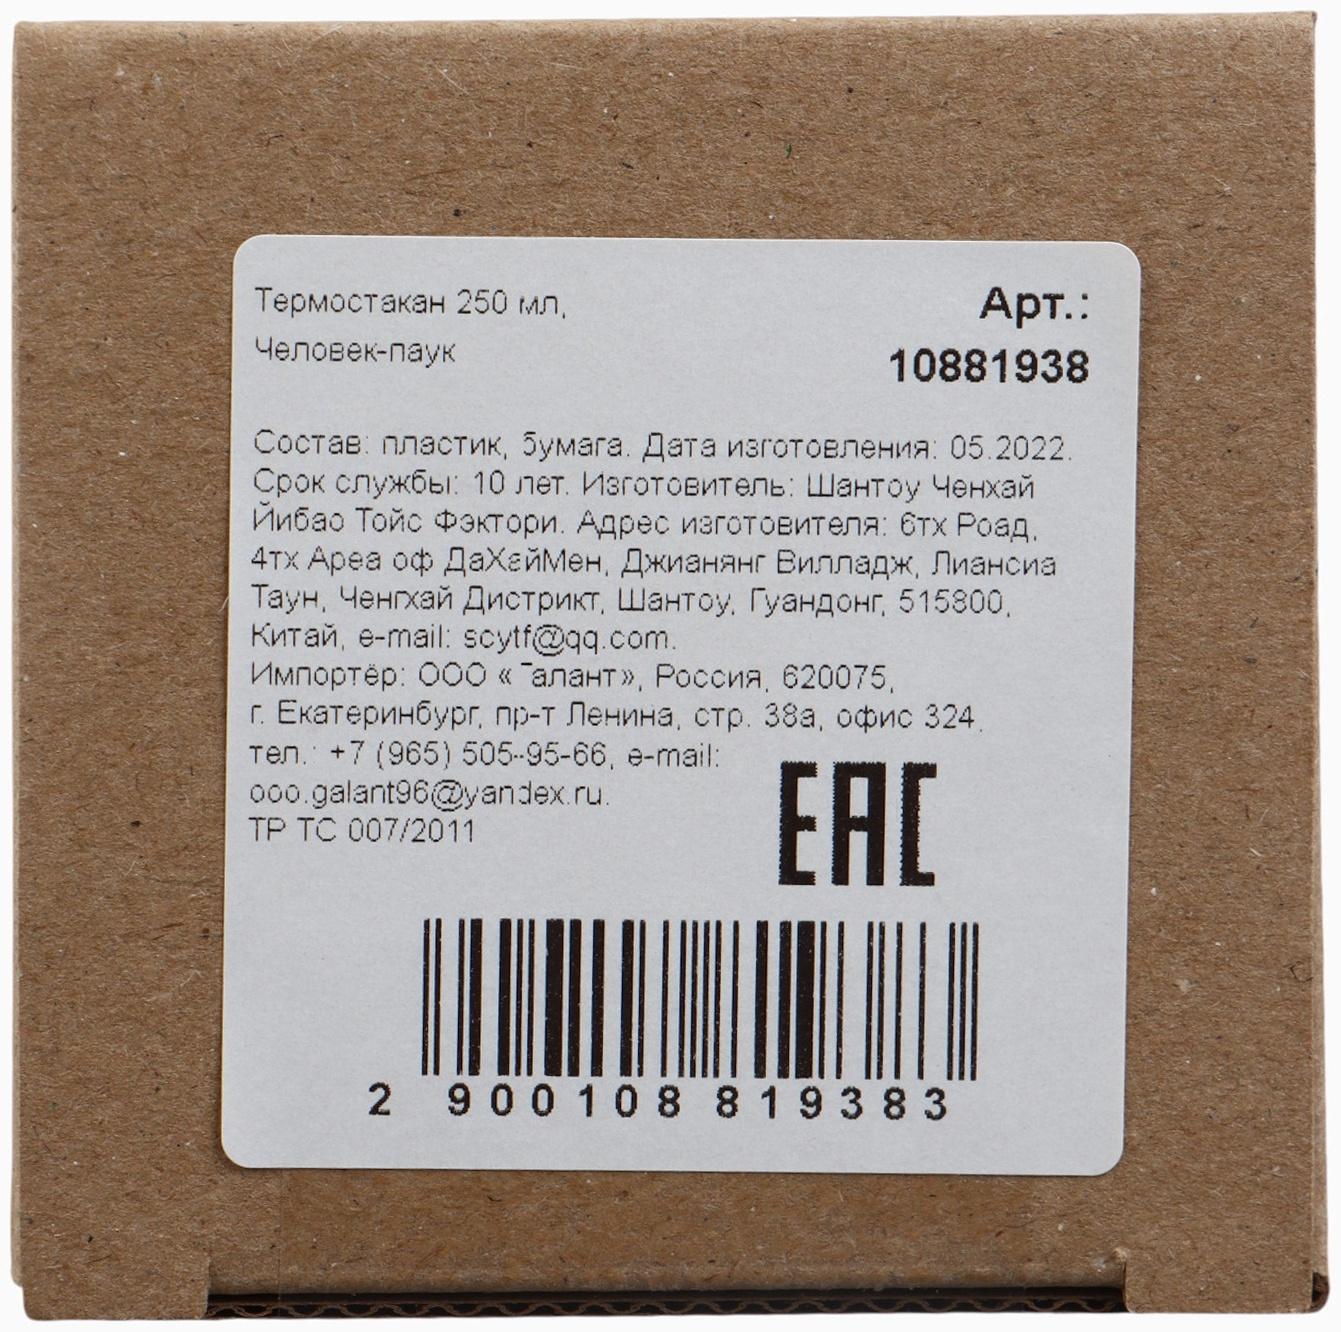 Термостакан 250 мл,
Человек-паук
Арт.:
10881938
Состав: пластик, бумага. Дата изготовления: 05.2022.
Срок службы: 10 лет. Изготовитель: Шантоу Ченхай
Йибао Тойс Фэктори. Адрес изготовителя: 6тх Роад,
4тх Ареа оф ДаХайМен, Джианянг Вилладж, Лиансиа
Таун, Ченгхай Дистрикт, Шантоу, Гуандонг, 515800,
Китай, e-mail: scytf@qq.com.
Импортёр: ООО «Галант», Россия, 620075,
г. Екатеринбург, пр-т Ленина, стр. 38а, офис 324,
тел.: +7 (965) 505-95-66, e-mail:
ooo.galant96@yandex.ru.
ТР ТС 007/2011
EAC
2 900108 819383